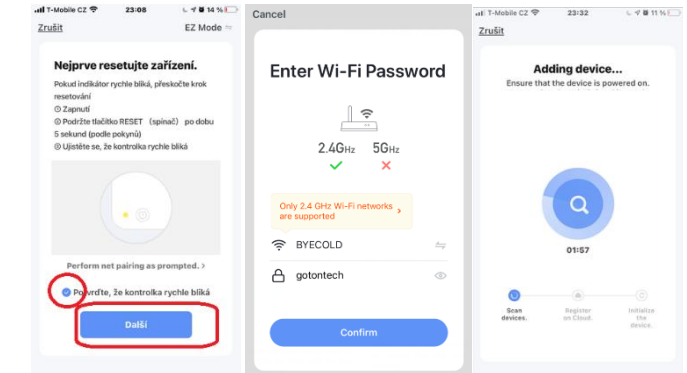 T-Mobile CZ 23:08 14 %
Zrušit EZ Mode
Nejprve resetujte zařízení.
Pokud indikátor rychle bliká, přeskočte krok
resetování
① Zapnutí
② Podržte tlačítko RESET （spínač） po dobu
5 sekund (podle pokynů)
③ Ujistěte se, že kontrolka rychle bliká
Perform net pairing as prompted. >
Potvrďte, že kontrolka rychle bliká
Další
Cancel
Enter Wi-Fi Password
2.4GHz 5GHz
Only 2.4 GHz Wi-Fi networks >
are supported
BYECOLD
gotontech
Confirm
T-Mobile CZ 23:32 11 %
Zrušit
Adding device...
Ensure that the device is powered on.
01:57
Scan
devices.
Register
on Cloud.
Initialize
the
device.